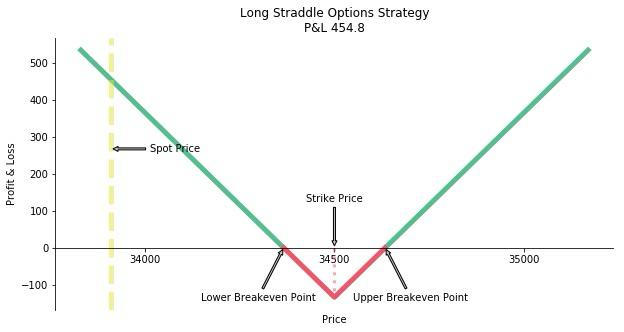 Long Straddle Options Strategy
P&L 454.8
500
400
300
200
100
0
−100
Profit & Loss
Spot Price
Strike Price
34000
34500
35000
Lower Breakeven Point
Upper Breakeven Point
Price